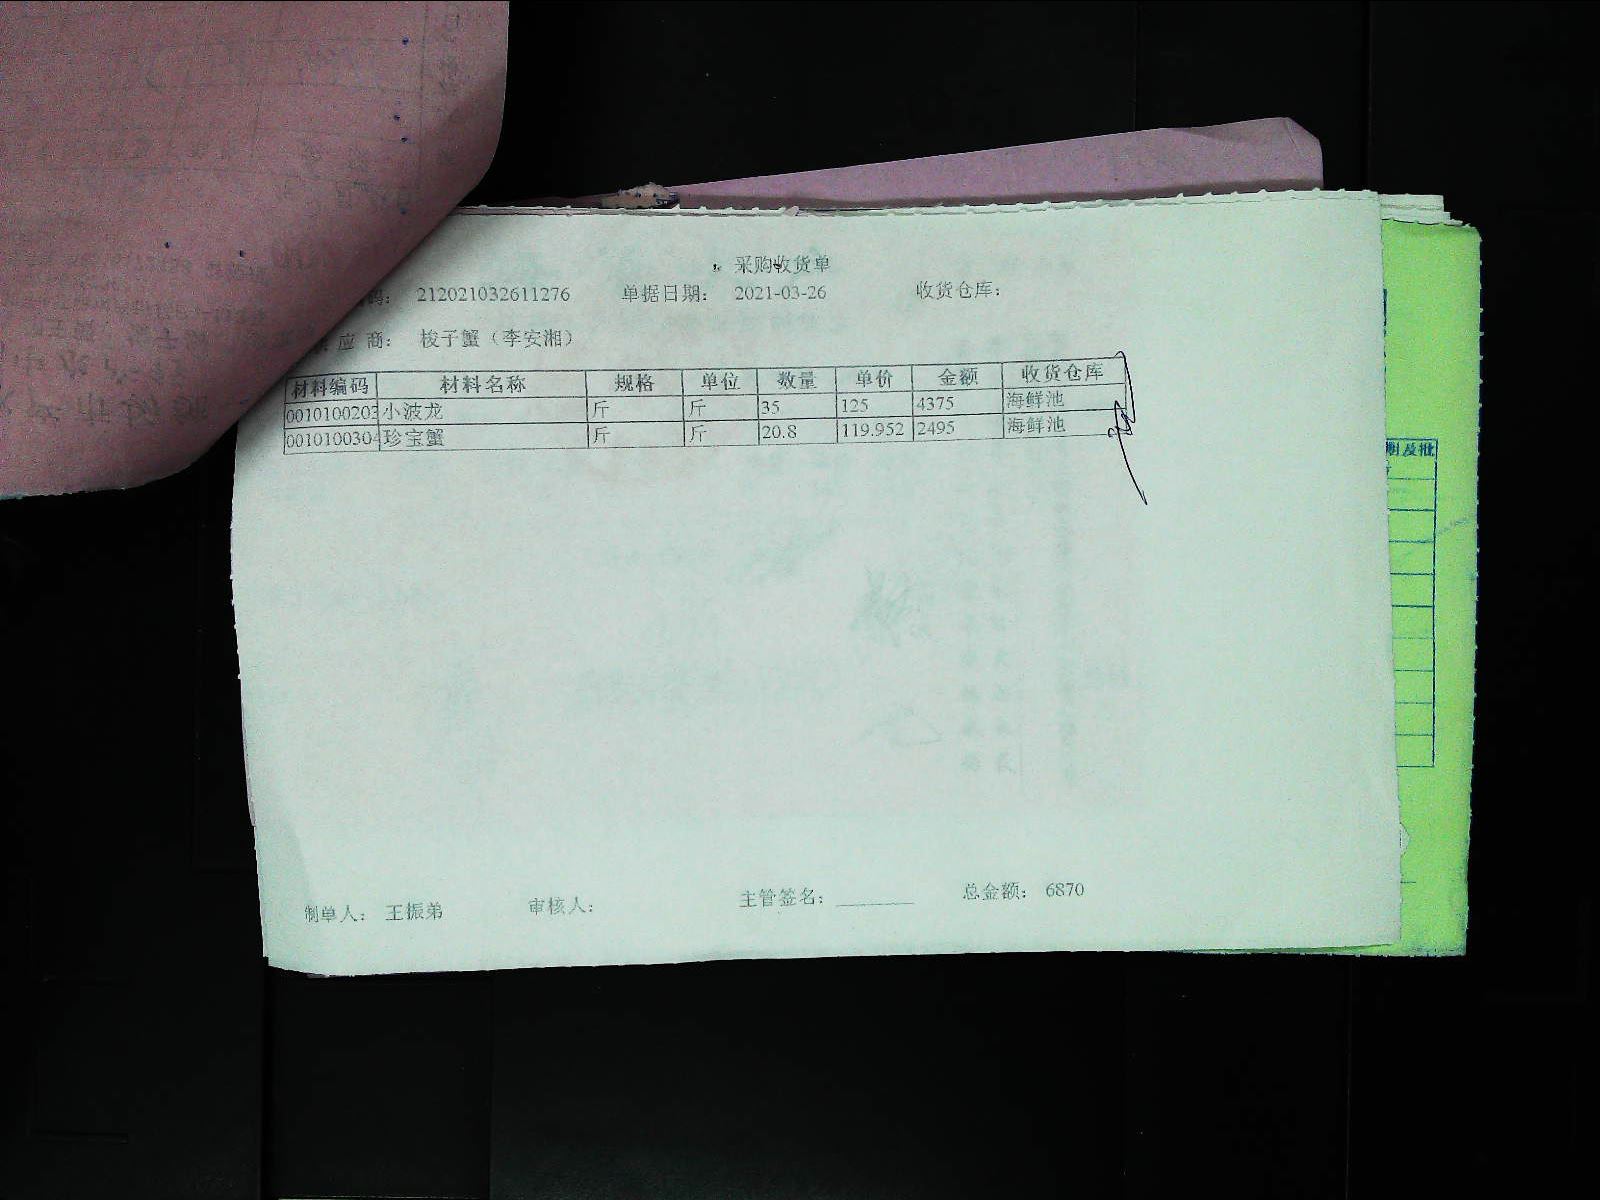 采购收货单
码： 212021032611276 单据日期： 2021-03-26 收货仓库：
应 商： 梭子蟹（李安湘）
材料编码 材料名称 规格 单位 数量 单价 金额 收货仓库
0010100203 小波龙 斤 斤 35 125 4375 海鲜池
0010100304 珍宝蟹 斤 斤 20.8 119.952 2495 海鲜池
期及批
制单人： 王振弟 审核人： 主管签名： 总金额： 6870